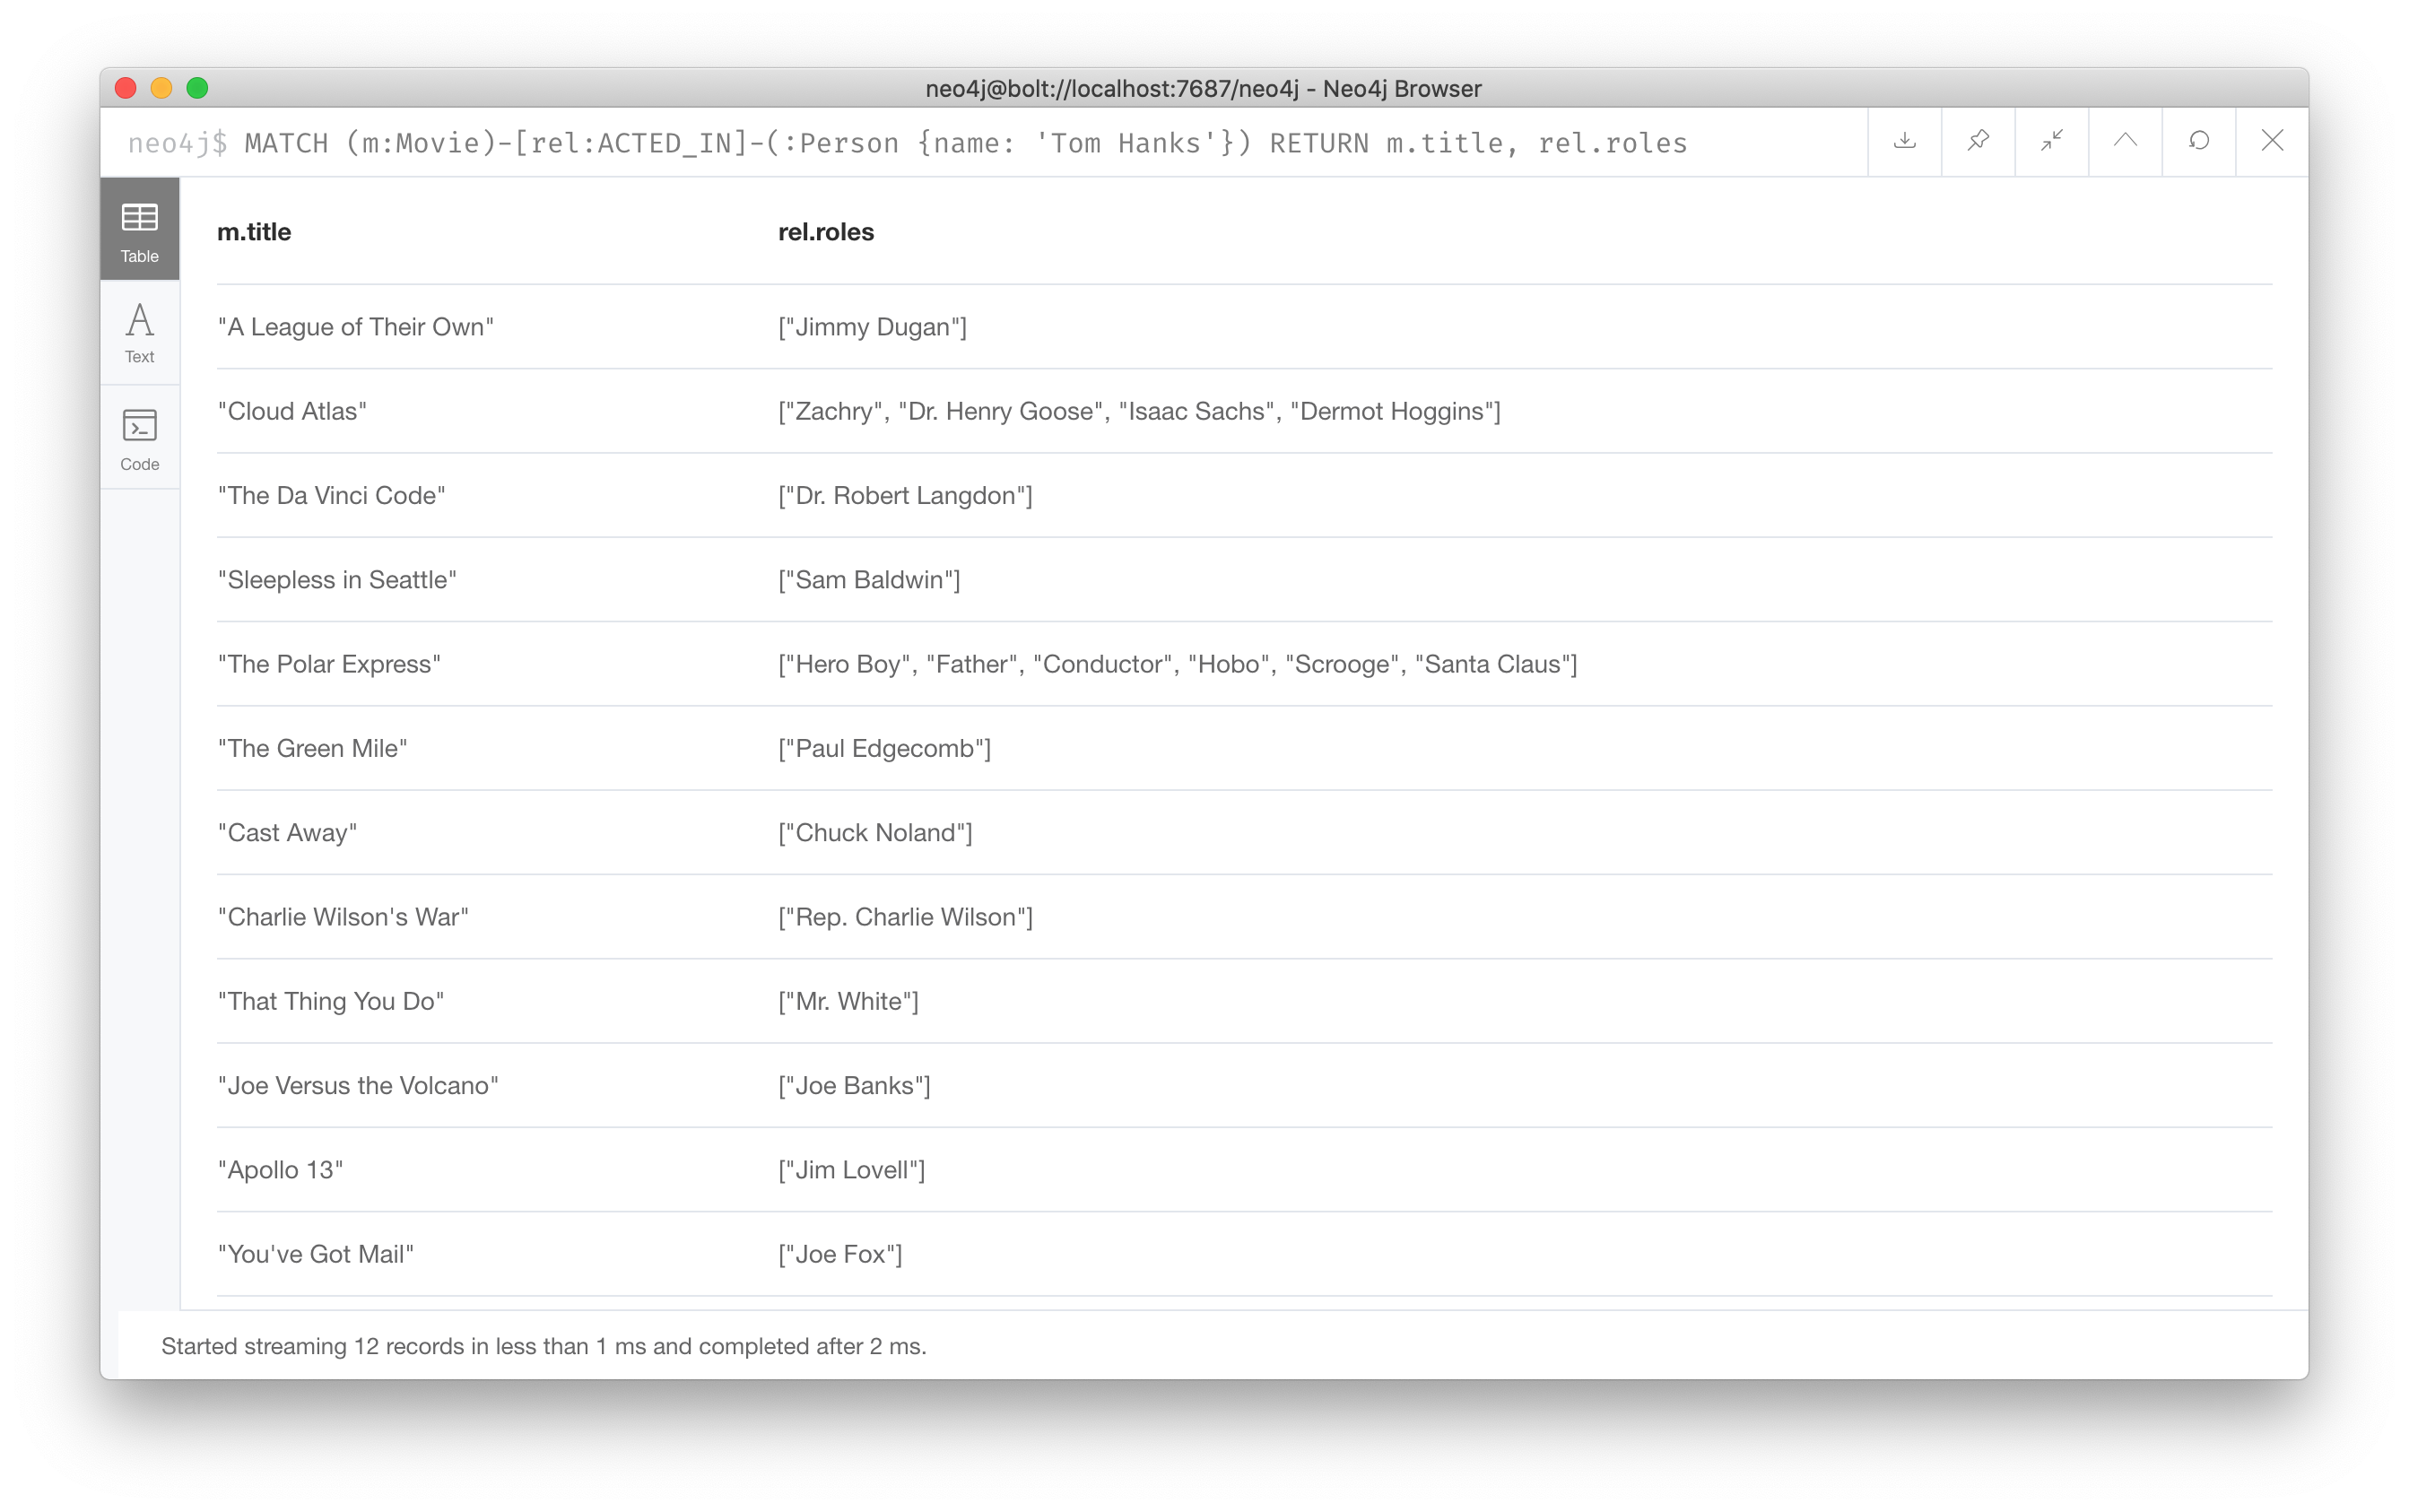 neo4j@bolt://localhost:7687/neo4j - Neo4j Browser
neo4j$ MATCH (m:Movie)-[rel:ACTED_IN]-(:Person {name: 'Tom Hanks'}) RETURN m.title, rel.roles
Table
Text
Code
m.title rel.roles
"A League of Their Own" ["Jimmy Dugan"]
"Cloud Atlas" ["Zachry", "Dr. Henry Goose", "Isaac Sachs", "Dermot Hoggins"]
"The Da Vinci Code" ["Dr. Robert Langdon"]
"Sleepless in Seattle" ["Sam Baldwin"]
"The Polar Express" ["Hero Boy", "Father", "Conductor", "Hobo", "Scrooge", "Santa Claus"]
"The Green Mile" ["Paul Edgecomb"]
"Cast Away" ["Chuck Noland"]
"Charlie Wilson's War" ["Rep. Charlie Wilson"]
"That Thing You Do" ["Mr. White"]
"Joe Versus the Volcano" ["Joe Banks"]
"Apollo 13" ["Jim Lovell"]
"You've Got Mail" ["Joe Fox"]
Started streaming 12 records in less than 1 ms and completed after 2 ms.